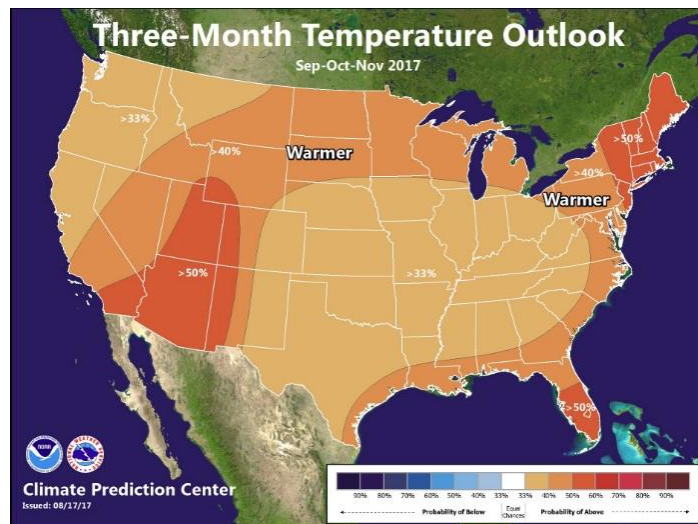 Three-Month Temperature Outlook
Sep-Oct-Nov 2017
>33%
>40%
Warmer
>50%
>40%
Warmer
>50%
>33%
>50%
NOAA
Climate Prediction Center
Issued: 08/17/17
90% 80% 70% 60% 50% 40% 33% 33% 40% 50% 60% 70% 80% 90%
Probability of Below Equal Chances Probability of Above